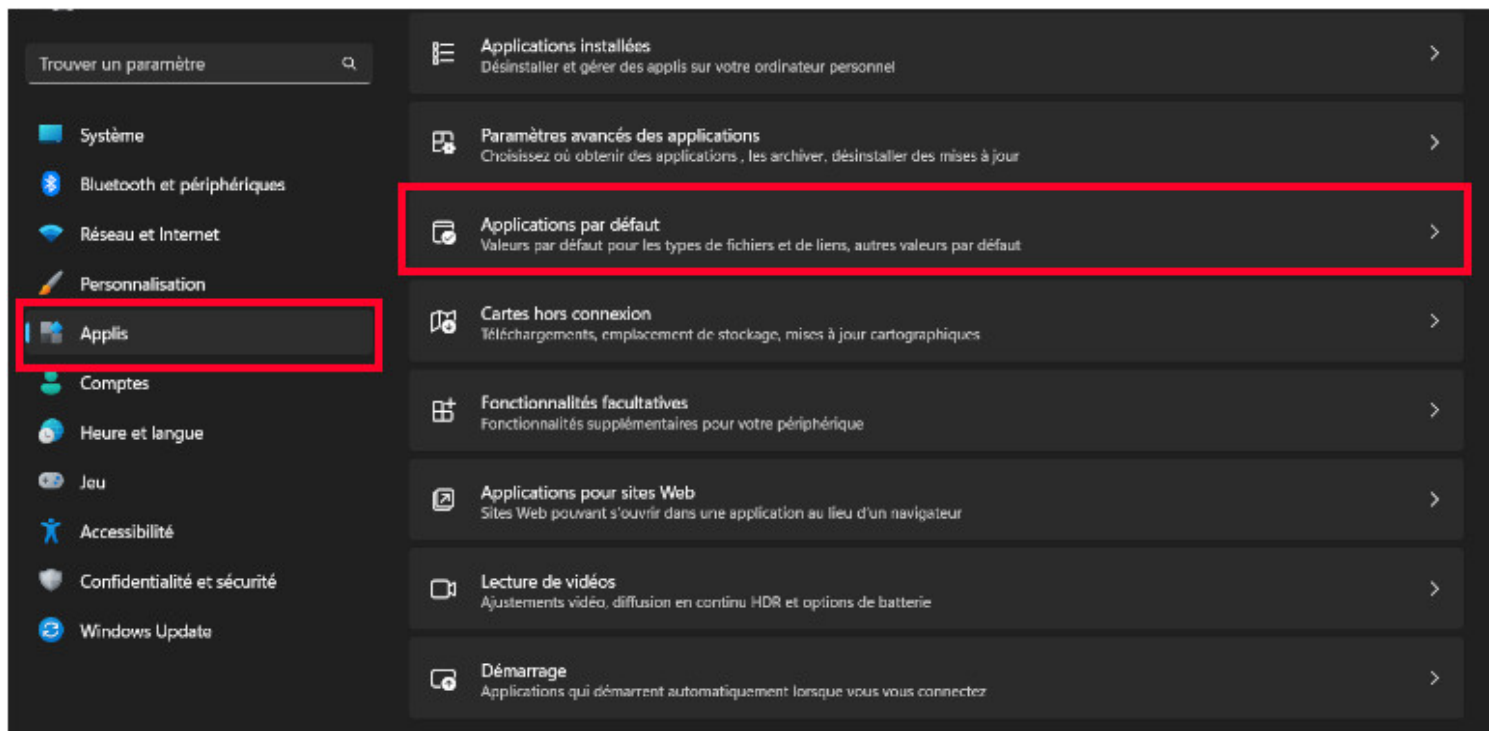 Trouver un paramètre
Système
Bluetooth et périphériques
Réseau et Internet
Personnalisation
Applis
Comptes
Heure et langue
Jeu
Accessibilité
Confidentialité et sécurité
Windows Update
Applications installées
Désinstaller et gérer des applis sur votre ordinateur personnel
Paramètres avancés des applications
Choisissez où obtenir des applications , les archiver, désinstaller des mises à jour
Applications par défaut
Valeurs par défaut pour les types de fichiers et de liens, autres valeurs par défaut
Cartes hors connexion
Téléchargements, emplacement de stockage, mises à jour cartographiques
Fonctionnalités facultatives
Fonctionnalités supplémentaires pour votre périphérique
Applications pour sites Web
Sites Web pouvant s'ouvrir dans une application au lieu d'un navigateur
Lecture de vidéos
Ajustements vidéo, diffusion en continu HDR et options de batterie
Démarrage
Applications qui démarrent automatiquement lorsque vous vous connectez